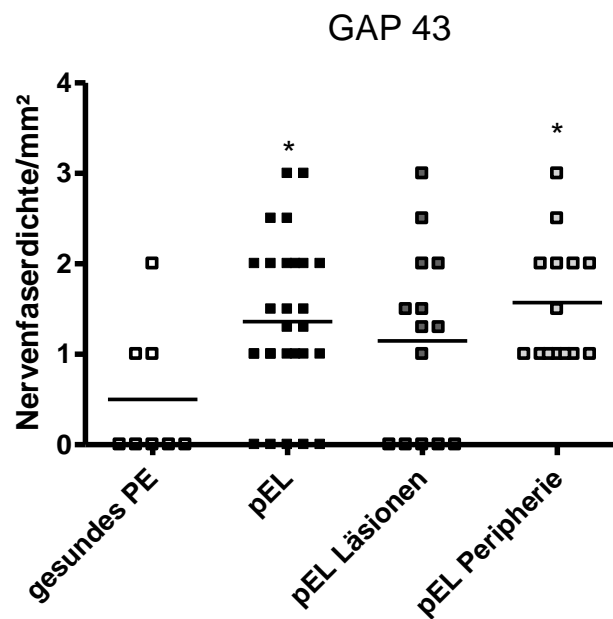 GAP 43
Nervenfaserdichte/mm²
4
3
2
1
0
*
*
gesundes PE
pEL
pEL Läsionen
pEL Peripherie